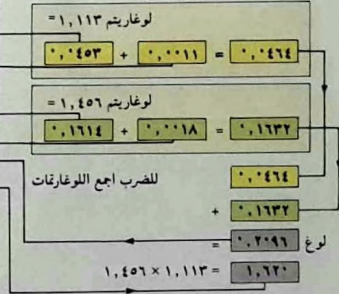 لوغاريتم ١,١١٣ =
٠,٠٤٥٣ + ٠,٠٠١١ = ٠,٠٤٦٤
لوغاريتم ١,٤٥٦ =
٠,١٦١٤ + ٠,٠٠١٨ = ٠,١٦٣٢
للضرب اجمع اللوغارتمات ٠,٠٤٦٤
+ ٠,١٦٣٢
لوغ ٠,٢٠٩٦ =
١,٤٥٦ × ١,١١٣ = ١,٦٢٠